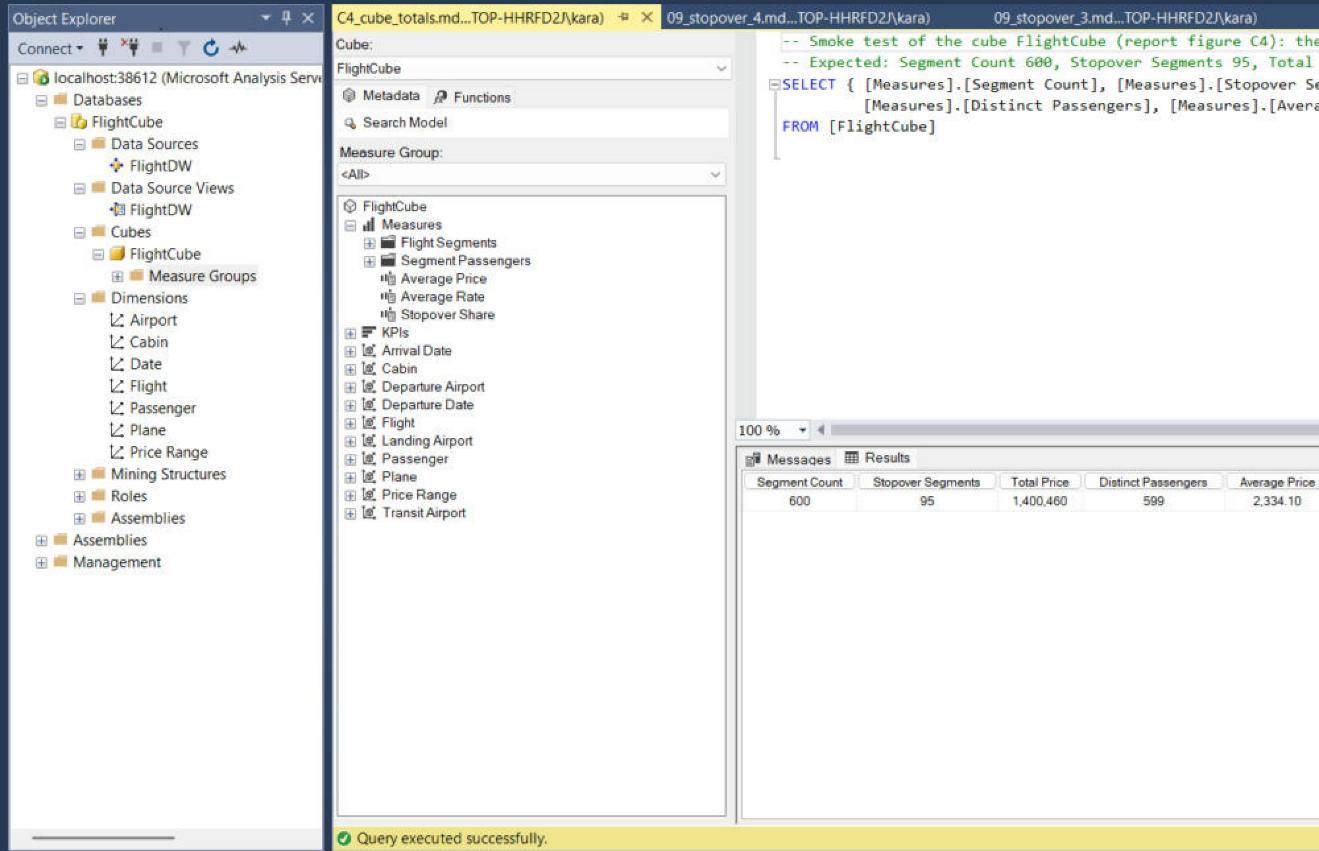 Object Explorer
Connect
localhost:38612 (Microsoft Analysis Serve
Databases
FlightCube
Data Sources
FlightDW
Data Source Views
FlightDW
Cubes
FlightCube
Measure Groups
Dimensions
Airport
Cabin
Date
Flight
Passenger
Plane
Price Range
Mining Structures
Roles
Assemblies
Assemblies
Management
C4_cube_totals.md...TOP-HHRFD2J\kara)
09_stopover_4.md...TOP-HHRFD2J\kara)
09_stopover_3.md...TOP-HHRFD2J\kara)
Cube:
FlightCube
Metadata
Functions
Search Model
Measure Group:
<All>
FlightCube
Measures
Flight Segments
Segment Passengers
Average Price
Average Rate
Stopover Share
KPIs
Arrival Date
Cabin
Departure Airport
Departure Date
Flight
Landing Airport
Passenger
Plane
Price Range
Transit Airport
-- Smoke test of the cube FlightCube (report figure C4): the
-- Expected: Segment Count 600, Stopover Segments 95, Total
SELECT { [Measures].[Segment Count], [Measures].[Stopover Se
[Measures].[Distinct Passengers], [Measures].[Avera
FROM [FlightCube]
100 %
Messages
Results
Segment Count Stopover Segments Total Price Distinct Passengers Average Price
600 95 1,400,460 599 2,334.10
Query executed successfully.